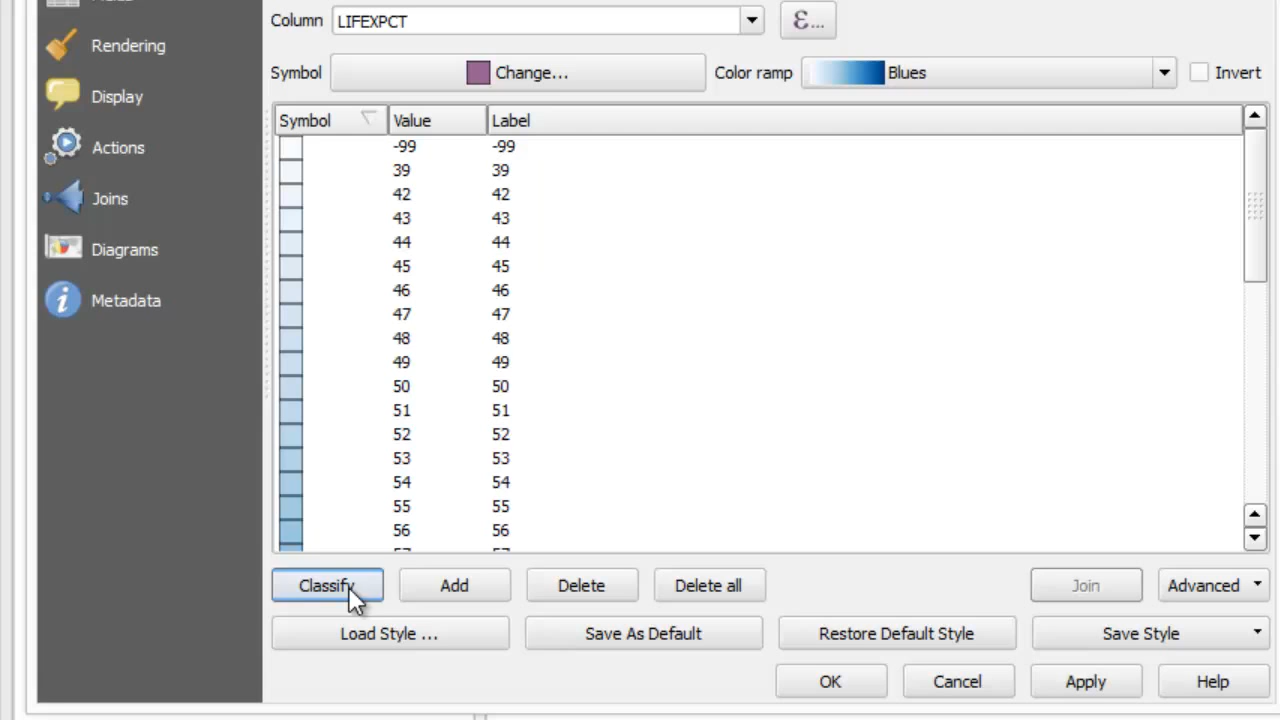 Column LIFEXPCT ε...
Rendering
Symbol Change... Color ramp Blues Invert
Display
Symbol Value Label
Actions
-99 -99
39 39
42 42
Joins
43 43
44 44
Diagrams
45 45
46 46
Metadata
47 47
48 48
49 49
50 50
51 51
52 52
53 53
54 54
55 55
56 56
Classify Add Delete Delete all Join Advanced
Load Style ... Save As Default Restore Default Style Save Style
OK Cancel Apply Help